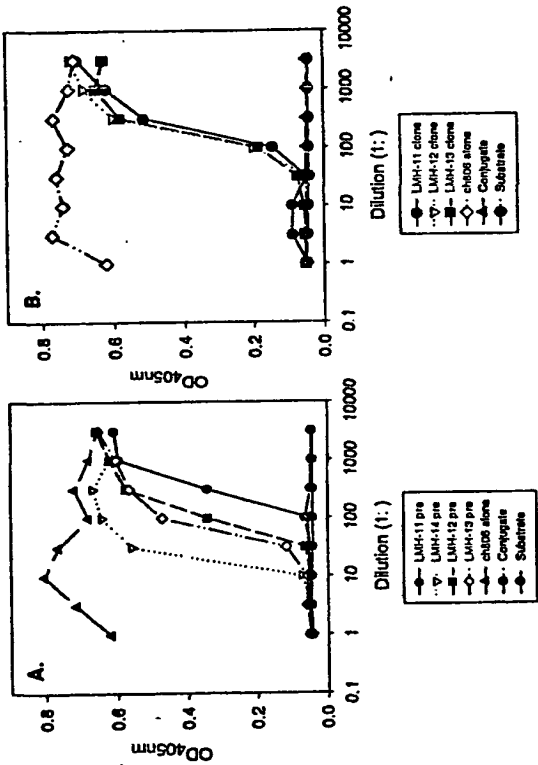 A.
OD405nm
0.8
0.6
0.4
0.2
0.0
0.1
1
10
100
1000
10000
Dilution (1:)
LMH-11 pre
LMH-14 pre
LMH-12 pre
LMH-13 pre
ch806 alone
Conjugate
Substrate
B.
OD405nm
0.8
0.6
0.4
0.2
0.0
0.1
1
10
100
1000
10000
Dilution (1:)
LMH-11 clone
LMH-12 clone
LMH-13 clone
ch806 alone
Conjugate
Substrate